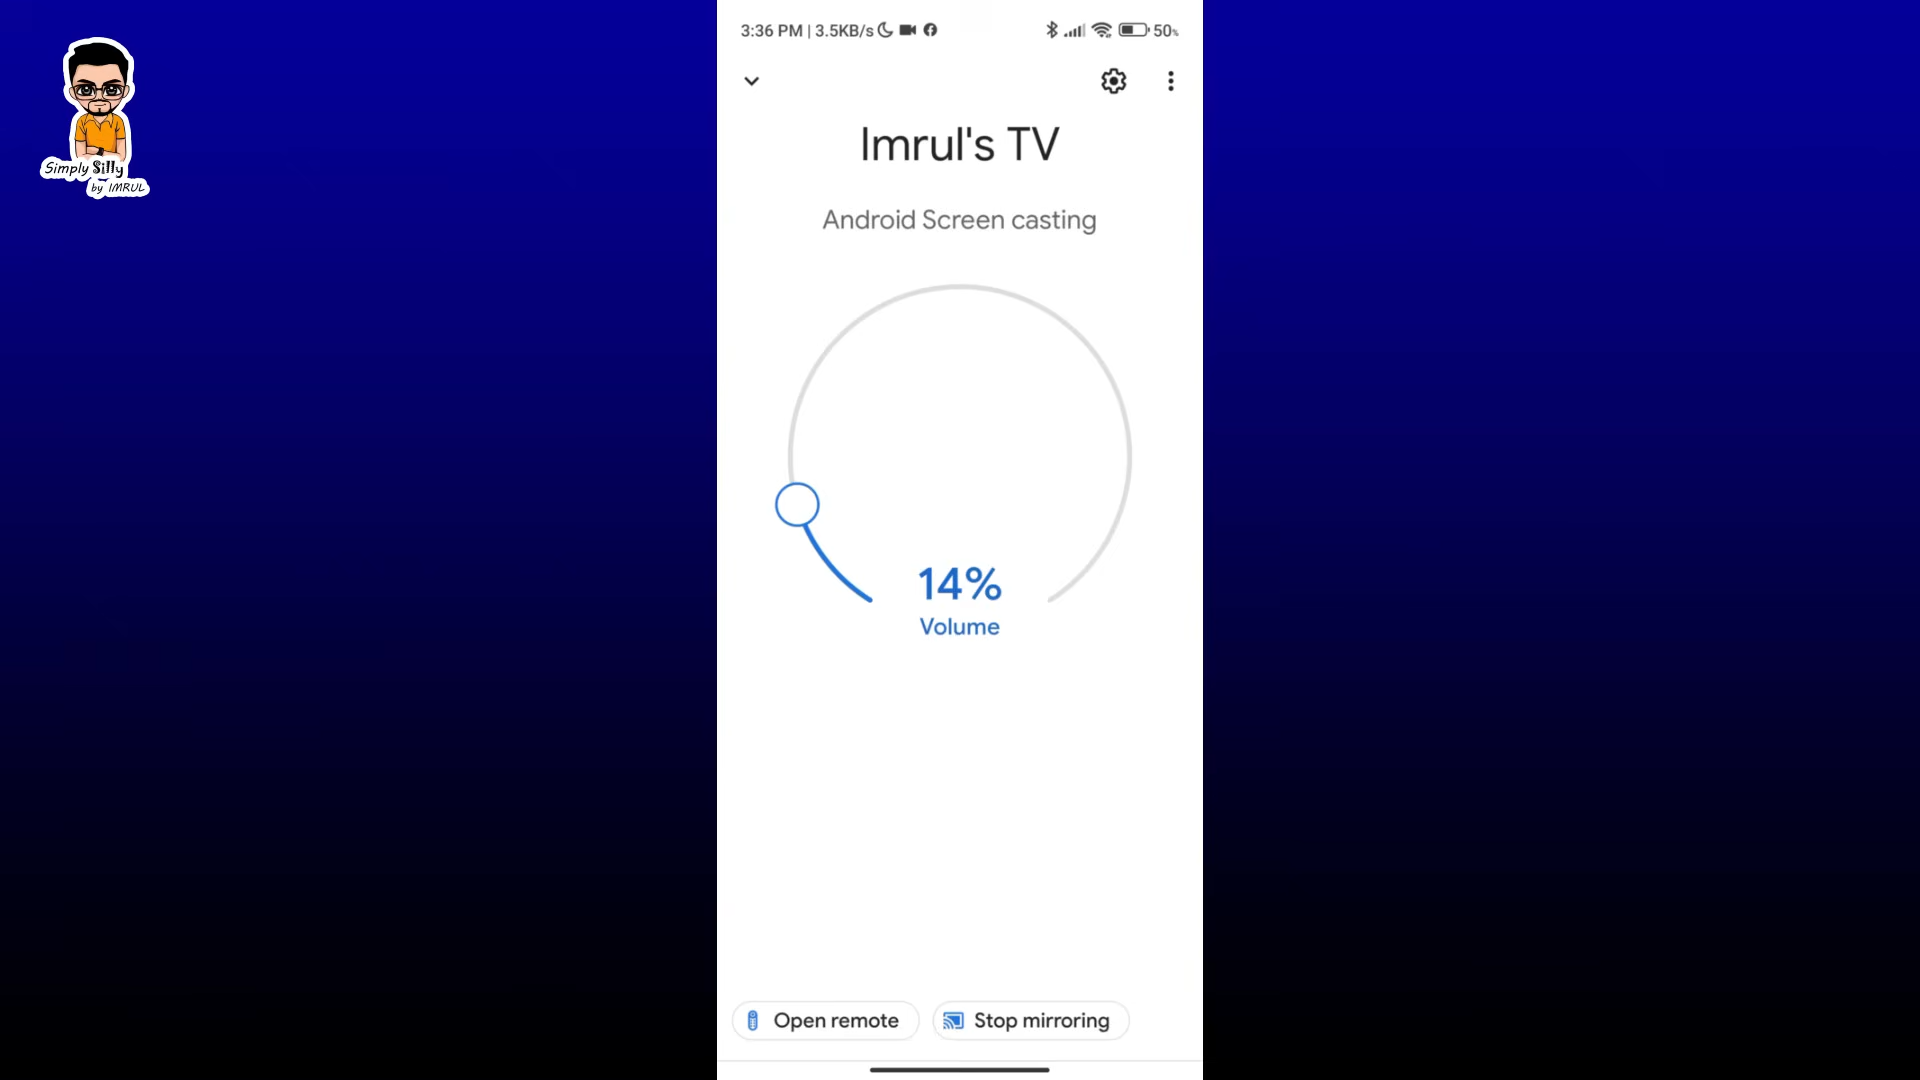 Simply Silly
by IMRUL
3:36 PM | 3.5KB/s
50%
Imrul's TV
Android Screen casting
14%
Volume
Open remote
Stop mirroring